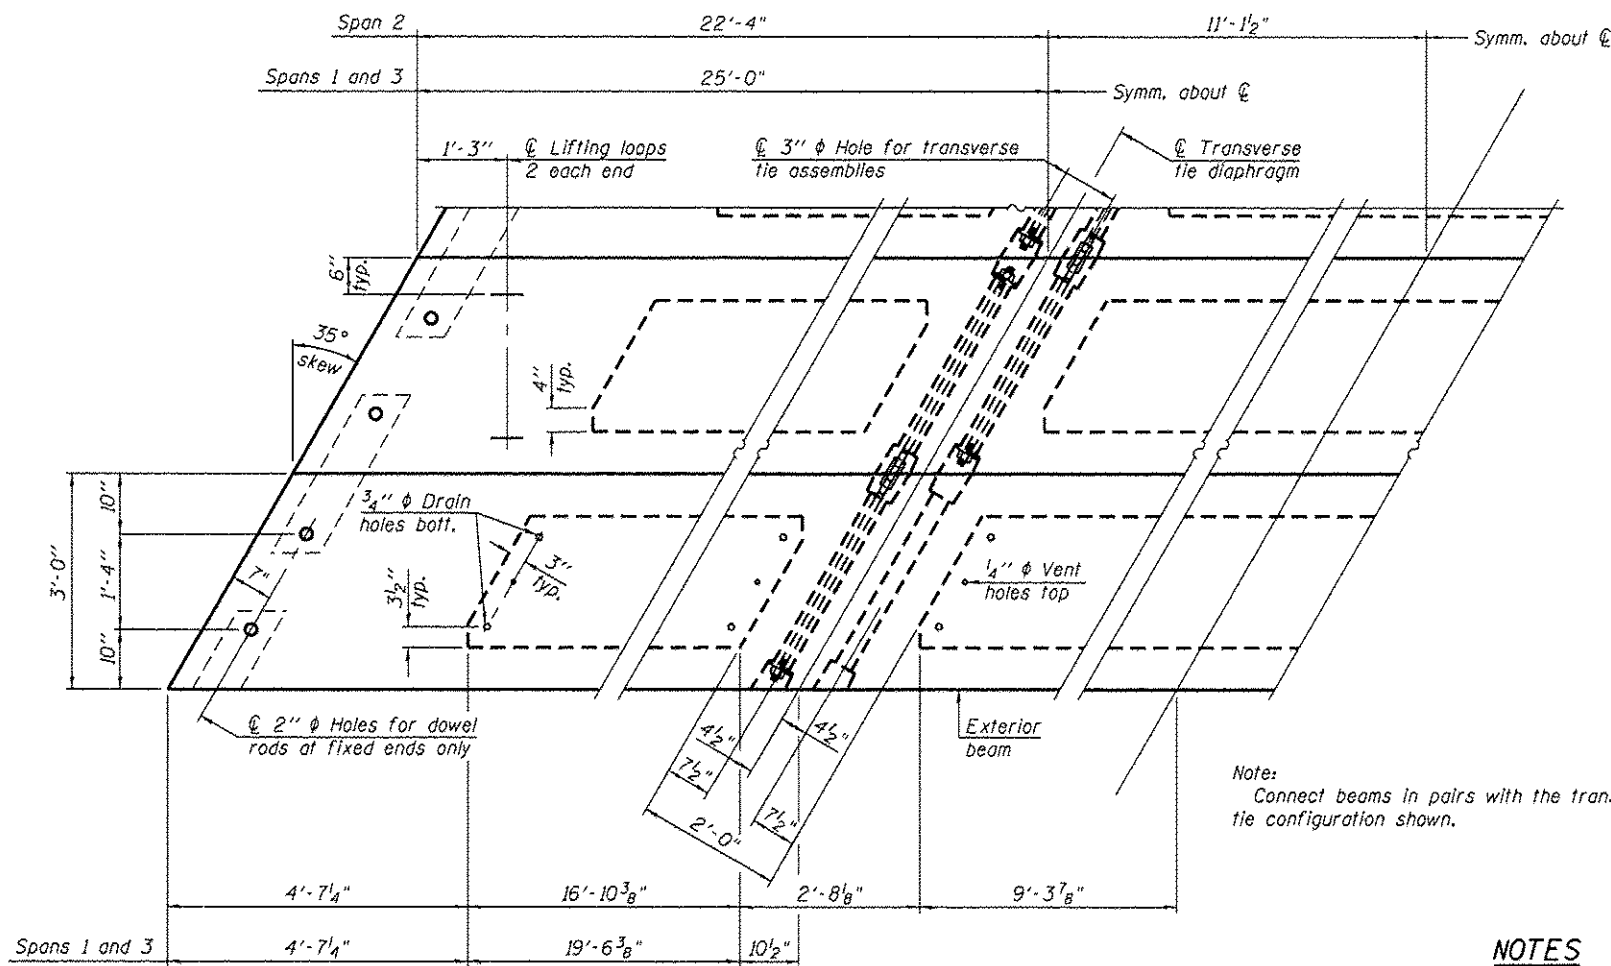 Span 2
22'-4"
11'-1½"
Symm. about ℄
Spans 1 and 3
25'-0"
Symm. about ℄
1'-3"
℄ Lifting loops
2 each end
℄ 3" ϕ Hole for transverse
tie assemblies
℄ Transverse
tie diaphragm
6"
typ.
35°
skew
4"
typ.
3'-0"
10"
1'-4"
10"
7"
¾" ϕ Drain
holes bott.
3"
typ.
3½"
typ.
¼" ϕ Vent
holes top
℄ 2" ϕ Holes for dowel
rods at fixed ends only
4½"
4½"
7½"
7½"
2'-0"
Exterior
beam
Note:
Connect beams in pairs with the tran
tie configuration shown.
4'-7¼"
16'-10⅜"
2'-8⅛"
9'-3⅞"
Spans 1 and 3
4'-7¼"
19'-6⅜"
10½"
NOTES